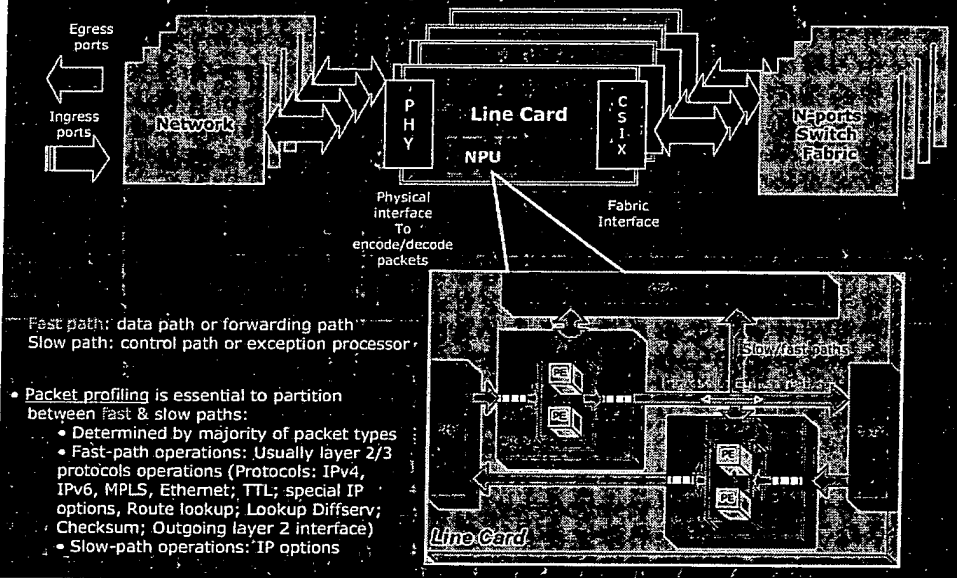 Egress
ports
Ingress
ports
Network
P
H
Y
Line Card
NPU
C
S
I
X
N-ports
Switch
Fabric
Physical
interface
To
encode/decode
packets
Fabric
Interface
Fast path: data path or forwarding path
Slow path: control path or exception processor
• Packet profiling is essential to partition
between fast & slow paths:
• Determined by majority of packet types
• Fast-path operations: Usually layer 2/3
protocols operations (Protocols: IPv4,
IPv6, MPLS, Ethernet; TTL; special IP
options, Route lookup; Lookup Diffserv;
Checksum; Outgoing layer 2 interface)
• Slow-path operations: IP options
Slow/fast paths
PE
PE
PE
PE
Line Card